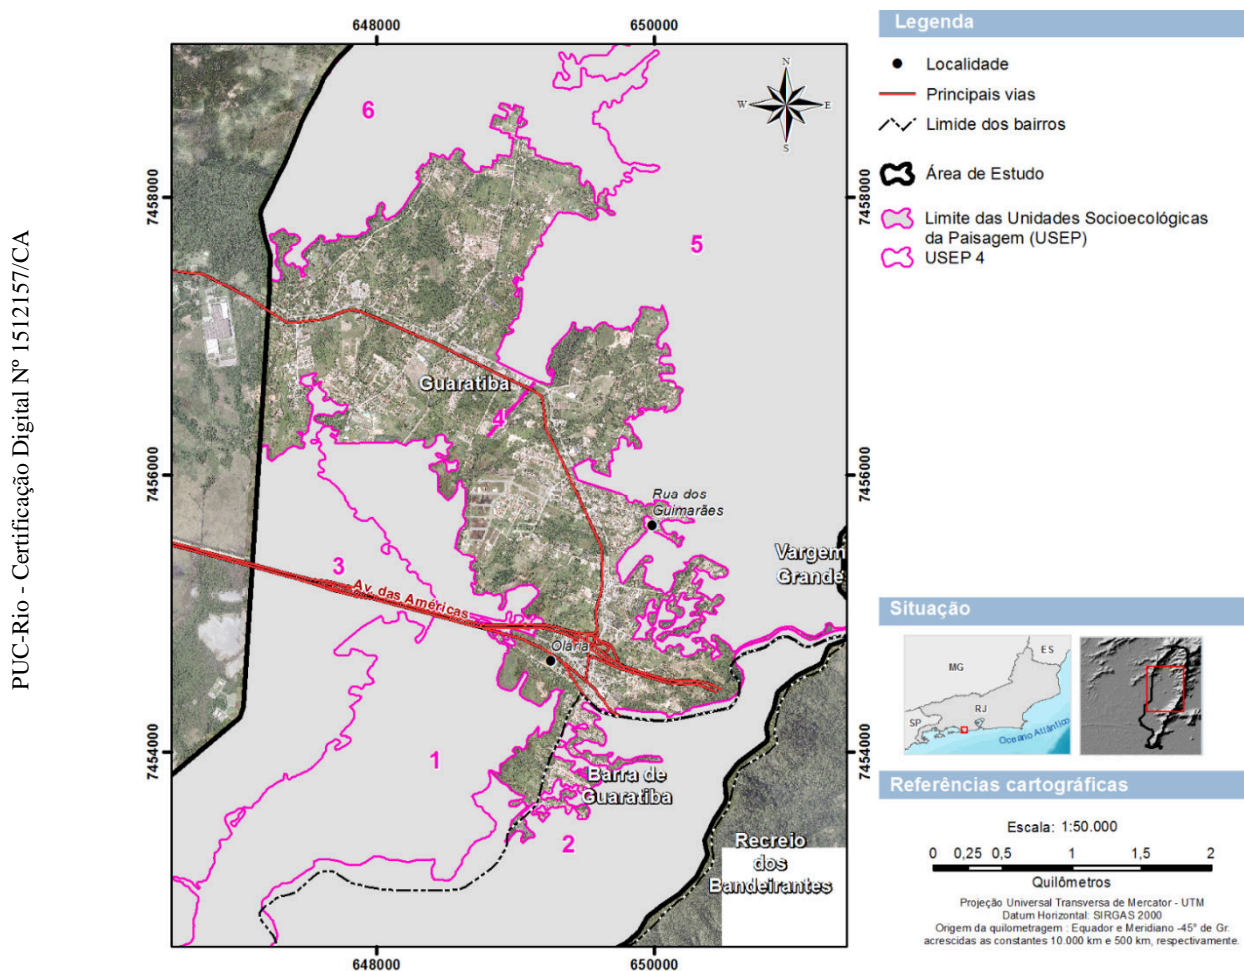 PUC-Rio - Certificação Digital Nº 1512157/CA
648000
650000
7458000
7456000
7454000
7458000
7456000
7454000
N
W
E
S
6
5
Guaratiba
4
Rua dos
Guimarães
Vargem
Grande
3
Av. das Américas
Olaria
1
Barra de
Guaratiba
2
Recreio
dos
Bandeirantes
648000
650000
Legenda
Localidade
Principais vias
Limide dos bairros
Área de Estudo
Limite das Unidades Socioecológicas
da Paisagem (USEP)
USEP 4
Situação
MG
ES
RJ
SP
Oceano Atlântico
Referências cartográficas
Escala: 1:50.000
0 0,25 0,5 1 1,5 2
Quilômetros
Projeção Universal Transversa de Mercator - UTM
Datum Horizontal: SIRGAS 2000
Origem da quilometragem : Equador e Meridiano -45° de Gr.
acrescidas as constantes 10.000 km e 500 km, respectivamente.